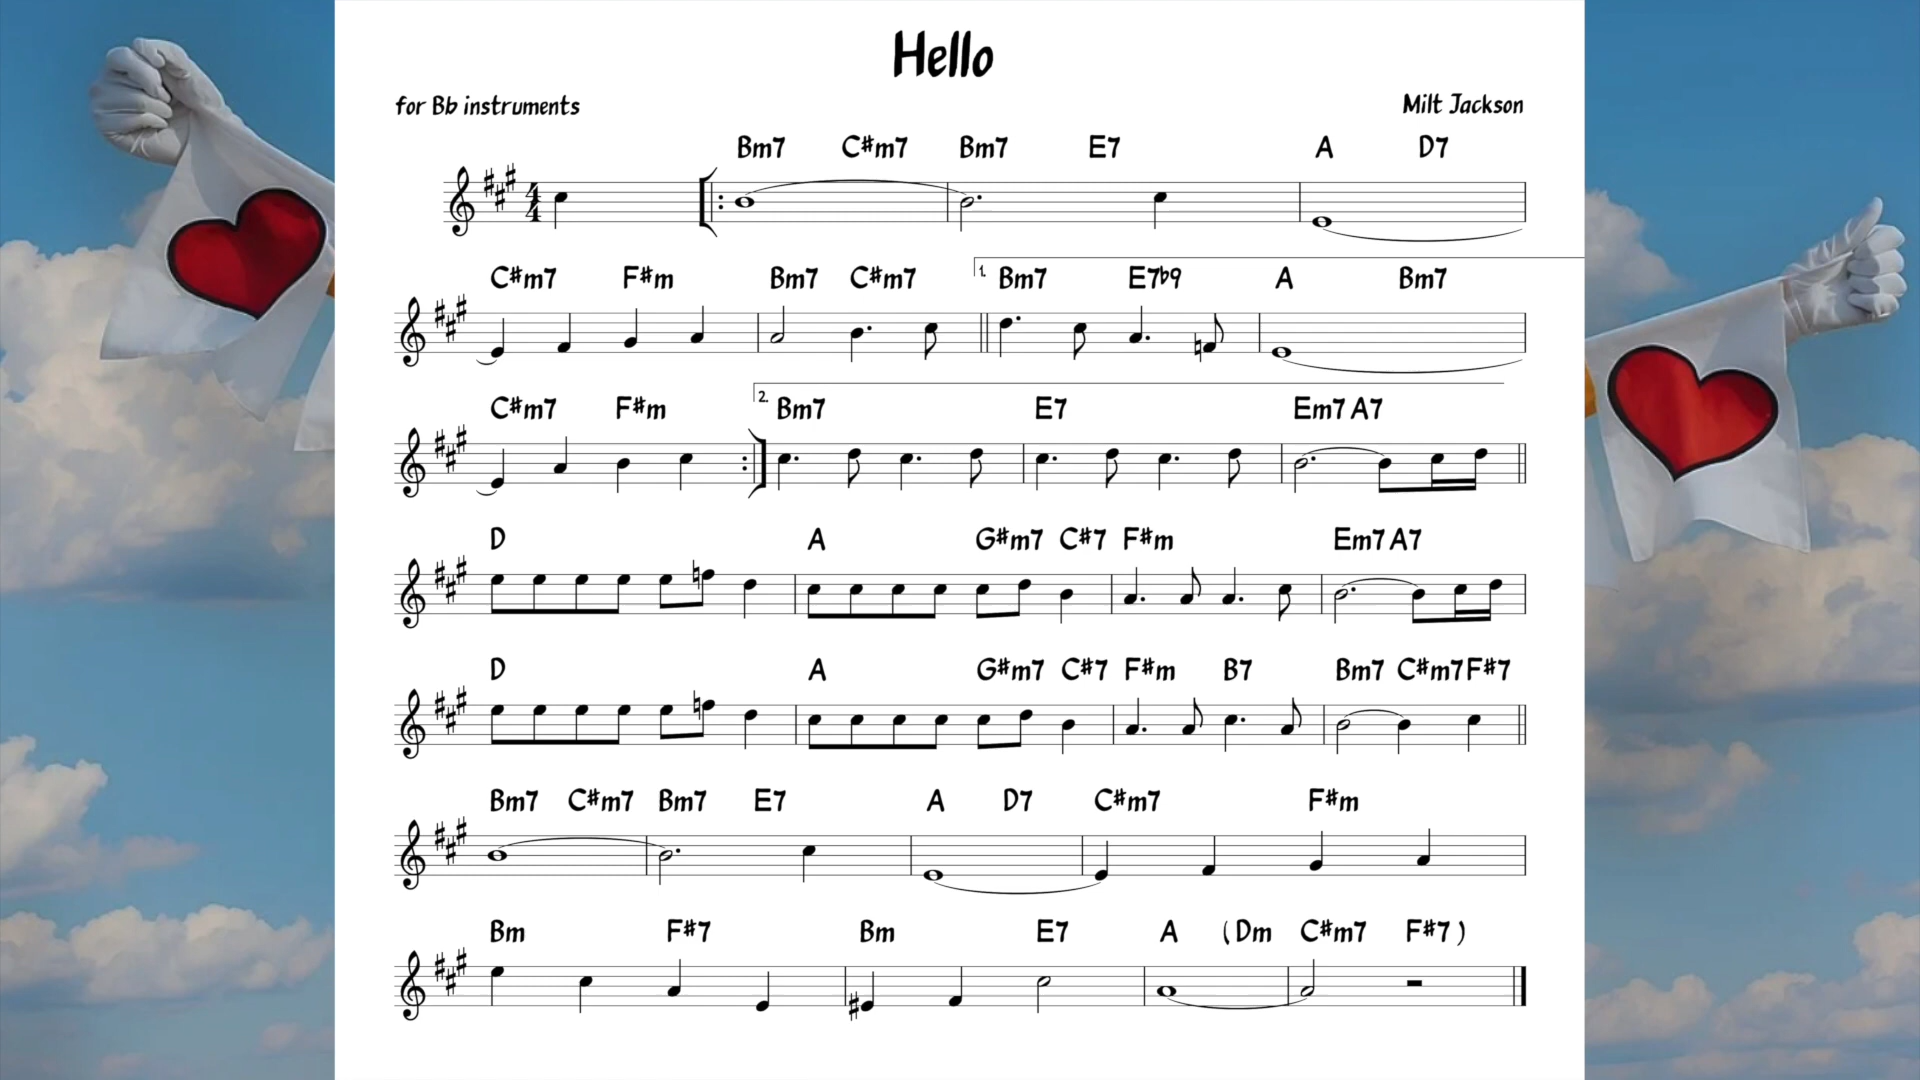 Hello
for Bb instruments
Milt Jackson
Bm7 C#m7 Bm7 E7 A D7
4
4
C#m7 F#m Bm7 C#m7 1. Bm7 E7b9 A Bm7
C#m7 F#m 2. Bm7 E7 Em7 A7
D A G#m7 C#7 F#m Em7 A7
D A G#m7 C#7 F#m B7 Bm7 C#m7 F#7
Bm7 C#m7 Bm7 E7 A D7 C#m7 F#m
Bm F#7 Bm E7 A ( Dm C#m7 F#7 )